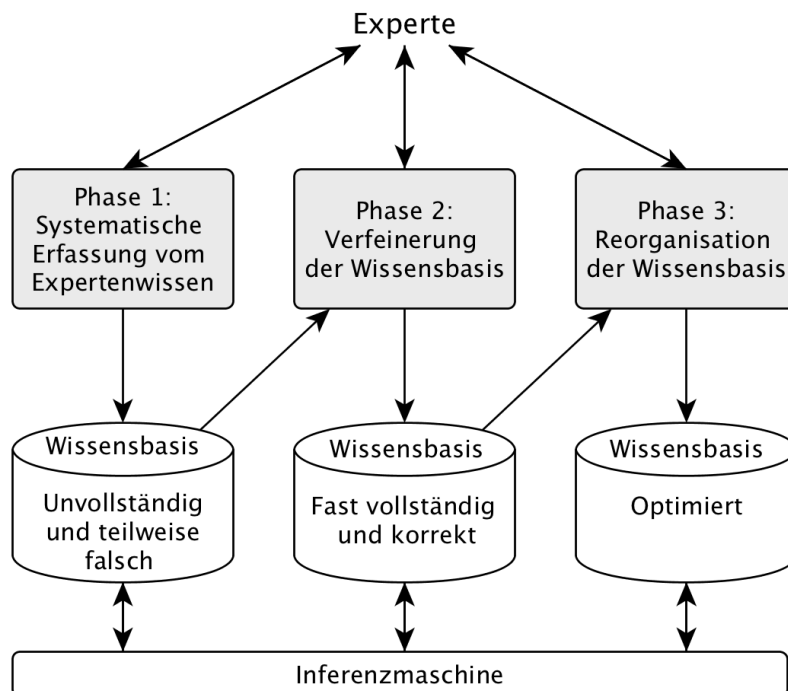 Experte
Phase 1:
Systematische
Erfassung vom
Expertenwissen
Phase 2:
Verfeinerung
der Wissensbasis
Phase 3:
Reorganisation
der Wissensbasis
Wissensbasis
Unvollständig
und teilweise
falsch
Wissensbasis
Fast vollständig
und korrekt
Wissensbasis
Optimiert
Inferenzmaschine